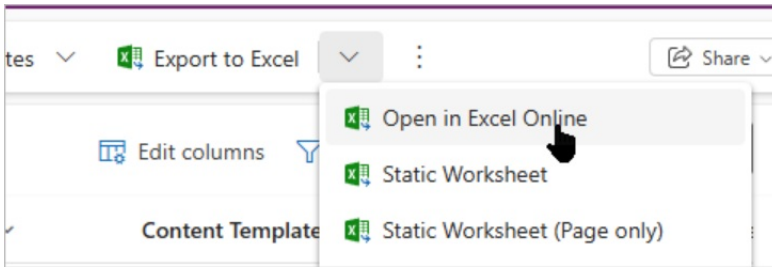 tes Export to Excel Share
Open in Excel Online
Edit columns
Static Worksheet
Content Template
Static Worksheet (Page only)